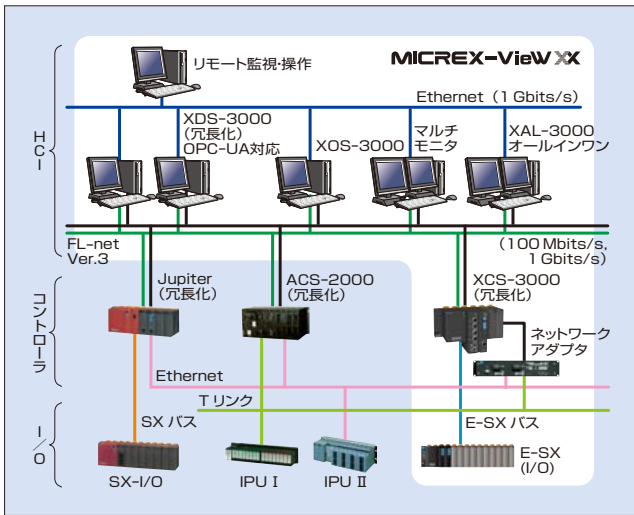 MICREX-VieW XX
リモート監視・操作
Ethernet（1 Gbits/s）
HCI
XDS-3000
（冗長化）
OPC-UA対応
XOS-3000
マルチ
モニタ
XAL-3000
オールインワン
FL-net
Ver.3
（100 Mbits/s,
1 Gbits/s）
コントローラ
Jupiter
（冗長化）
ACS-2000
（冗長化）
XCS-3000
（冗長化）
ネットワーク
アダプタ
Ethernet
T リンク
I/O
SX バス
E-SX バス
SX-I/O
IPU I
IPU II
E-SX
(I/O)